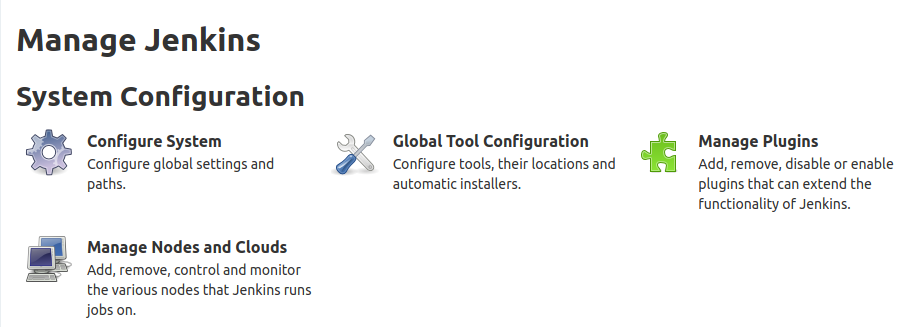 Manage Jenkins
System Configuration
Configure System
Configure global settings and
paths.
Global Tool Configuration
Configure tools, their locations and
automatic installers.
Manage Plugins
Add, remove, disable or enable
plugins that can extend the
functionality of Jenkins.
Manage Nodes and Clouds
Add, remove, control and monitor
the various nodes that Jenkins runs
jobs on.